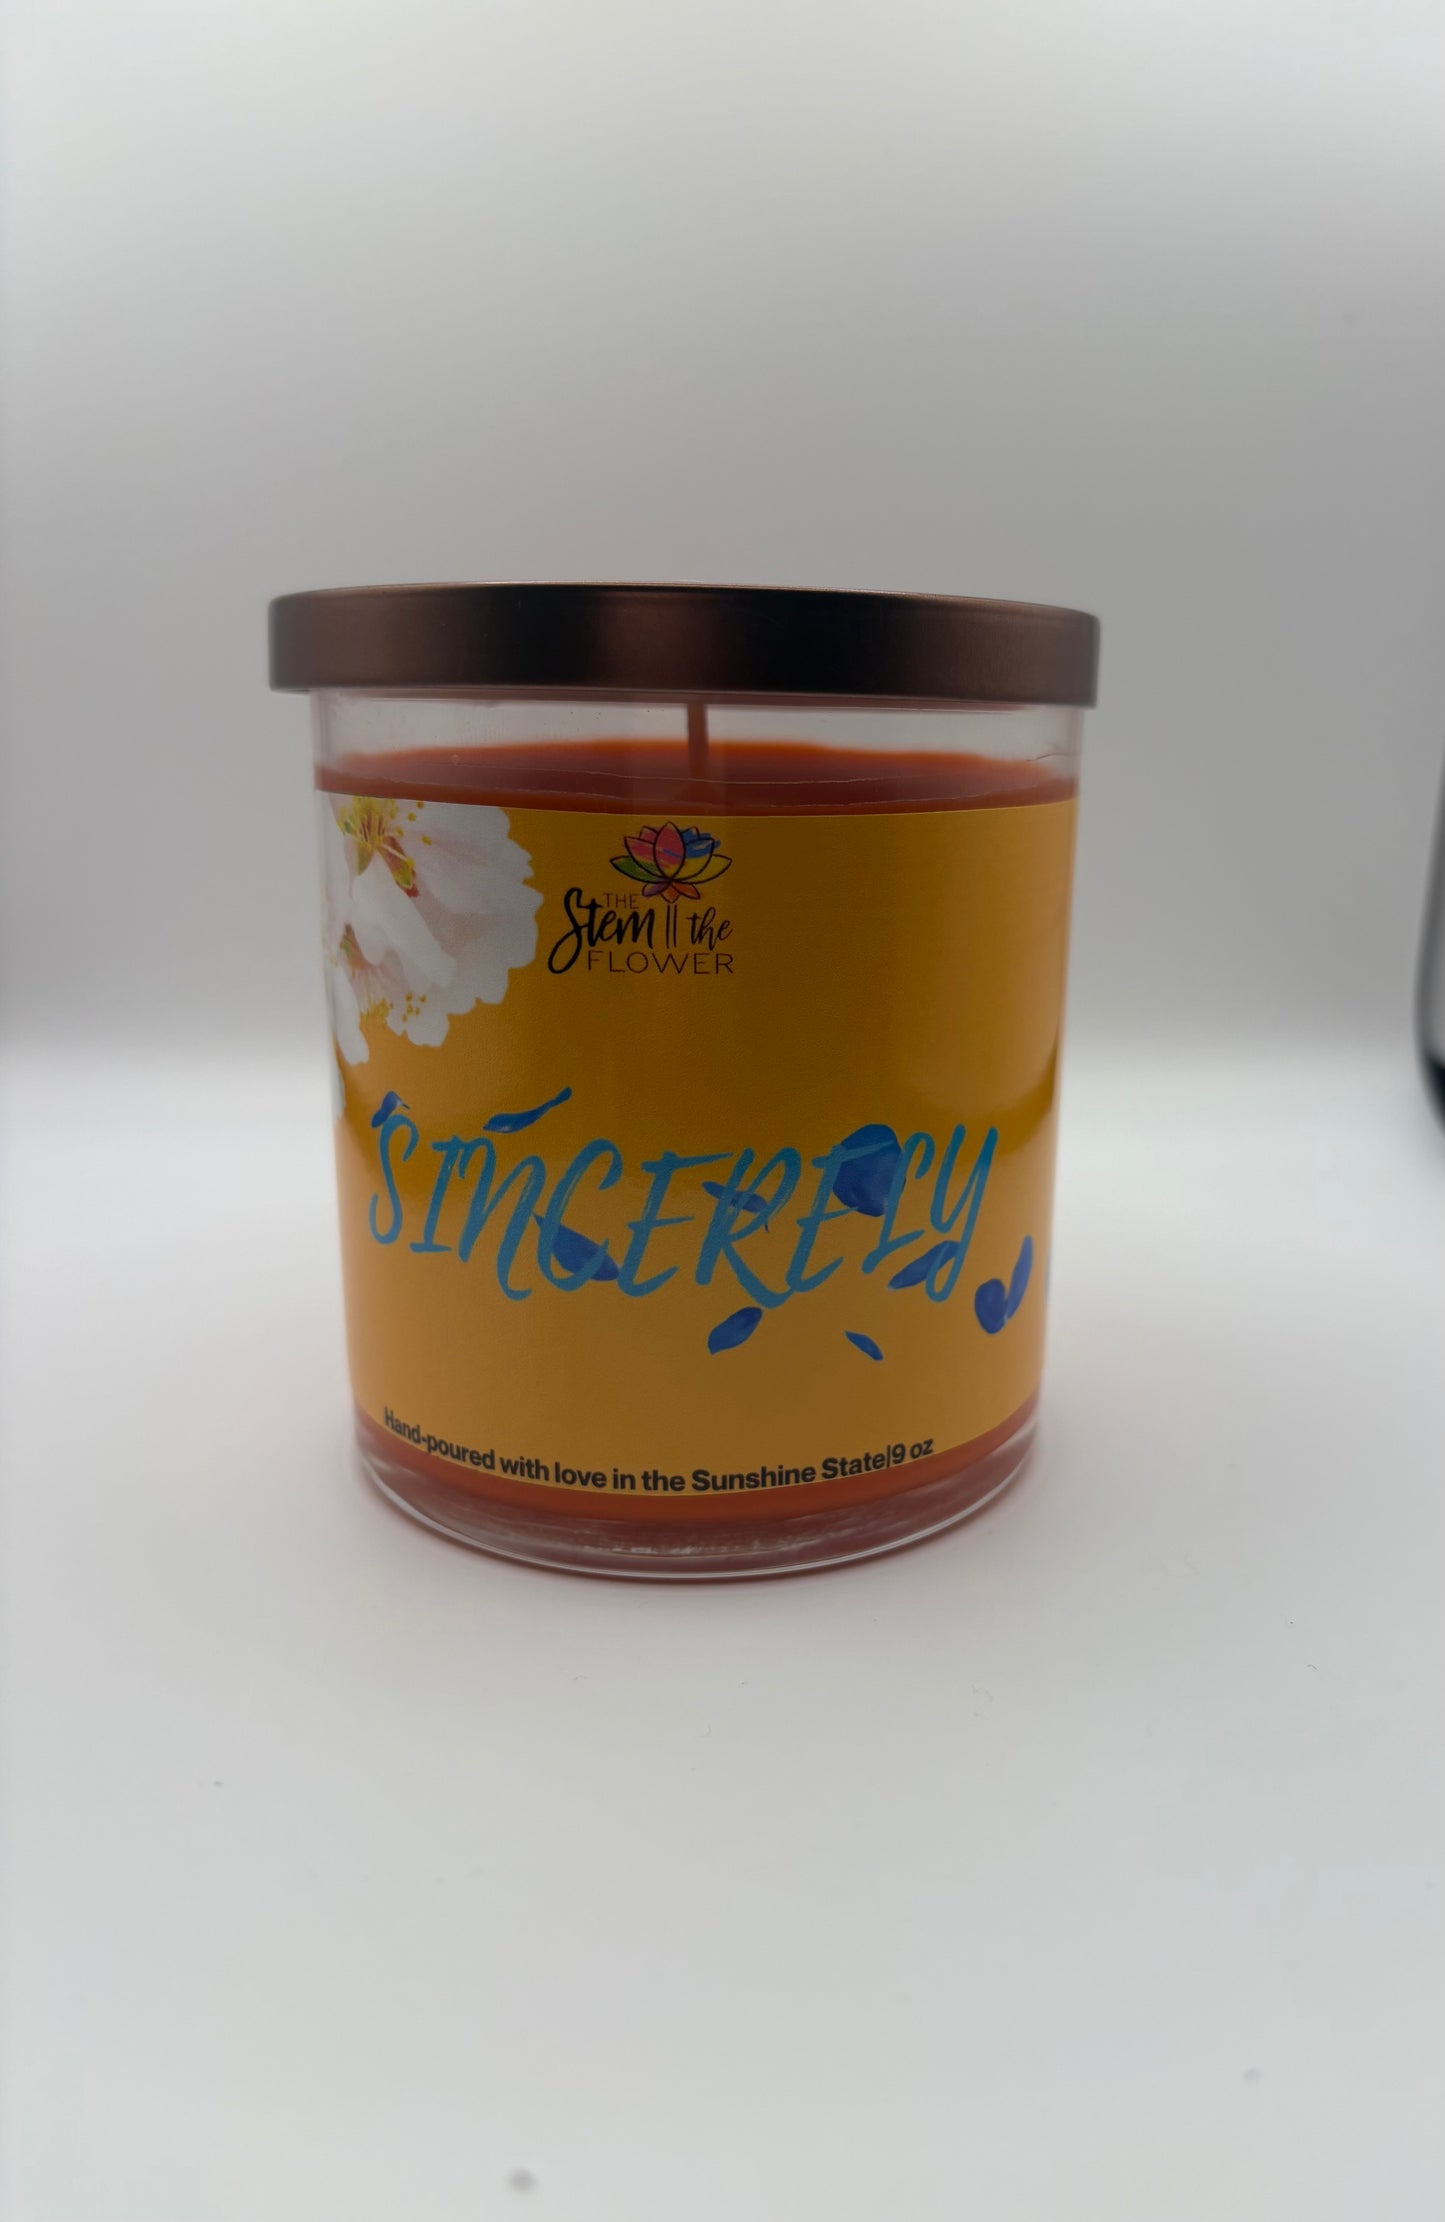 THE
Stem || the
FLOWER
SINCERELY
Hand-poured with love in the Sunshine State|9 oz